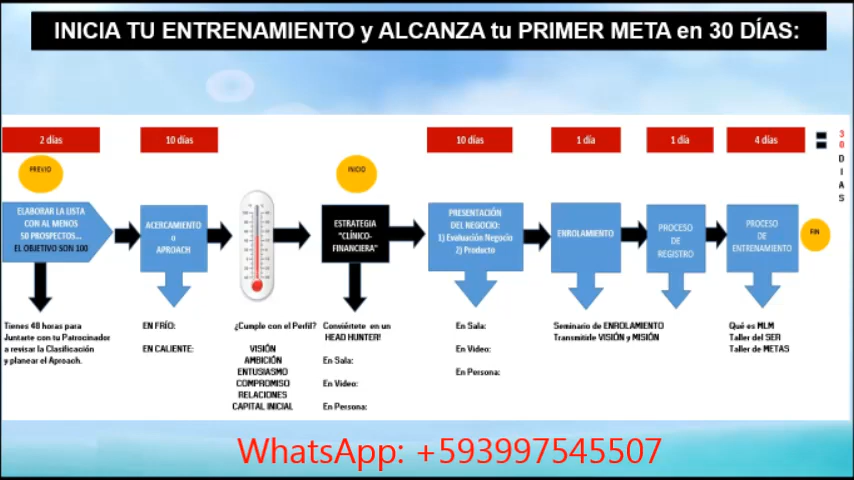 INICIA TU ENTRENAMIENTO y ALCANZA tu PRIMER META en 30 DÍAS:
2 días
10 días
10 días
1 día
1 día
4 días
=
30 DIAS
PREVIO
INICIO
ELABORAR LA LISTA
CON AL MENOS
50 PROSPECTOS...
EL OBJETIVO SON 100
ACERCAMIENTO
o
APROACH
ESTRATEGIA
"CLÍNICO-
FINANCIERA"
PRESENTACIÓN
DEL NEGOCIO:
1) Evaluación Negocio
2) Producto
ENROLAMIENTO
PROCESO
DE
REGISTRO
PROCESO
DE
ENTRENAMIENTO
FIN
Tienes 48 horas para
Juntarte con tu Patrocinador
a revisar la Clasificación
y planear el Aproach.
EN FRÍO:
EN CALIENTE:
¿Cumple con el Perfil?
VISIÓN
AMBICIÓN
ENTUSIASMO
COMPROMISO
RELACIONES
CAPITAL INICIAL
Conviértete en un
HEAD HUNTER!
En Sala:
En Video:
En Persona:
En Sala:
En Video:
En Persona:
Seminario de ENROLAMIENTO
Transmitirle VISIÓN y MISIÓN
Qué es MLM
Taller del SER
Taller de METAS
WhatsApp: +593997545507